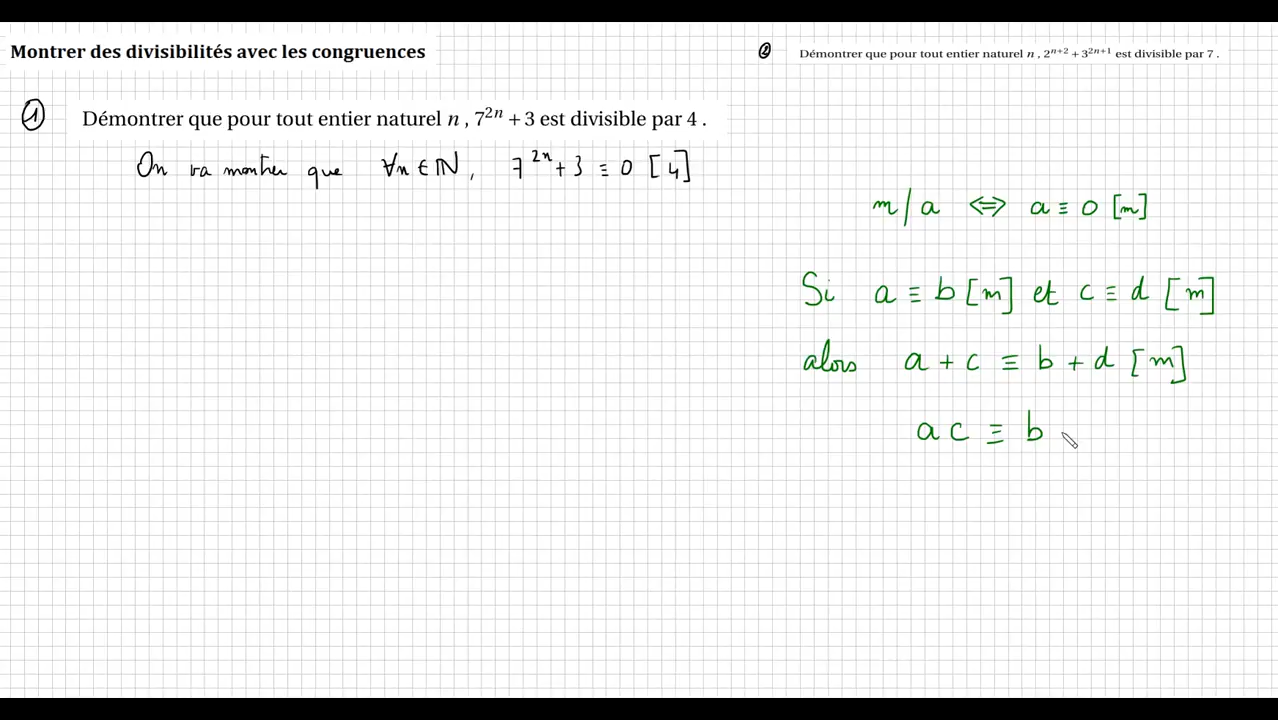 Montrer des divisibilités avec les congruences
② Démontrer que pour tout entier naturel n , 2^{n+2} + 3^{2n+1} est divisible par 7 .
① Démontrer que pour tout entier naturel n , 7^{2n} + 3 est divisible par 4 .
On va montrer que ∀n ∈ ℕ, 7^{2n} + 3 ≡ 0 [4]
m/a ⇔ a ≡ 0 [m]
Si a ≡ b [m] et c ≡ d [m]
alors a + c ≡ b + d [m]
a c ≡ b